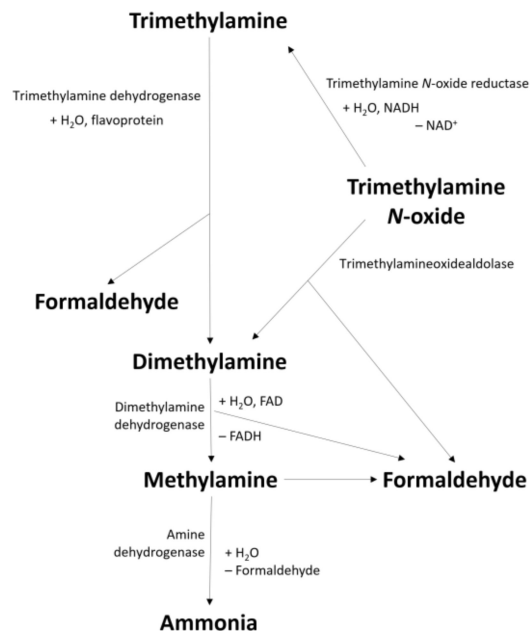 Trimethylamine
Trimethylamine dehydrogenase
+ H₂O, flavoprotein
Trimethylamine N-oxide reductase
+ H₂O, NADH
– NAD⁺
Trimethylamine
N-oxide
Trimethylamineoxidealdolase
Formaldehyde
Dimethylamine
Dimethylamine
dehydrogenase
+ H₂O, FAD
– FADH
Methylamine
Formaldehyde
Amine
dehydrogenase
+ H₂O
– Formaldehyde
Ammonia